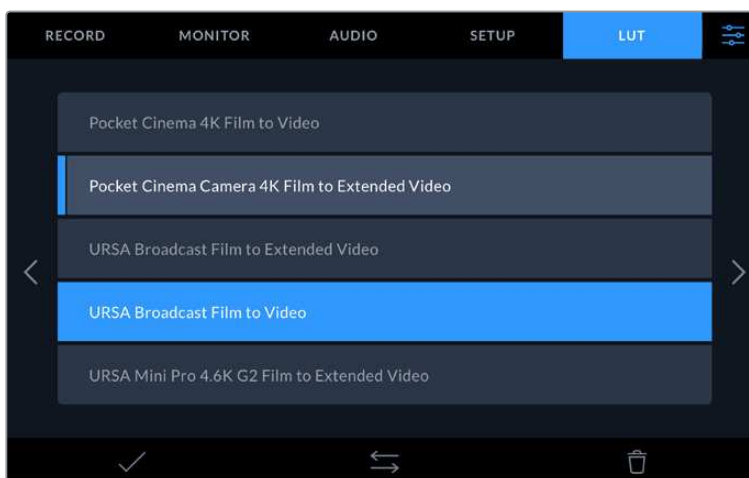 RECORD MONITOR AUDIO SETUP LUT
Pocket Cinema 4K Film to Video
Pocket Cinema Camera 4K Film to Extended Video
URSA Broadcast Film to Extended Video
URSA Broadcast Film to Video
URSA Mini Pro 4.6K G2 Film to Extended Video